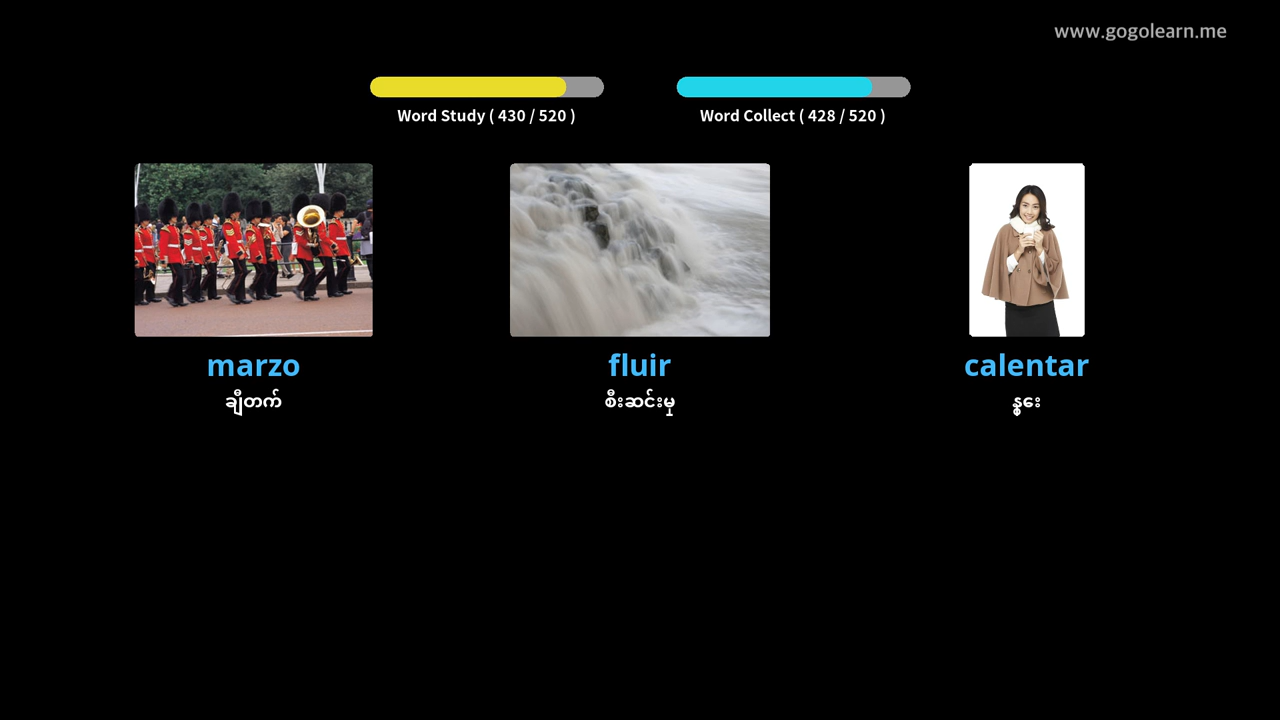 www.gogolearn.me
Word Study ( 430 / 520 )
Word Collect ( 428 / 520 )
marzo
fluir
calentar
ချီတက်
စီးဆင်းမှု
နွေး